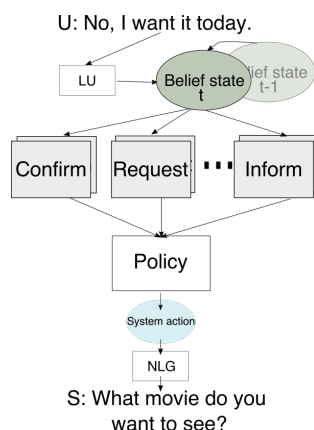 U: No, I want it today.
LU
Belief state
t
lief state
t-1
Confirm
Request
Inform
Policy
System action
NLG
S: What movie do you
want to see?